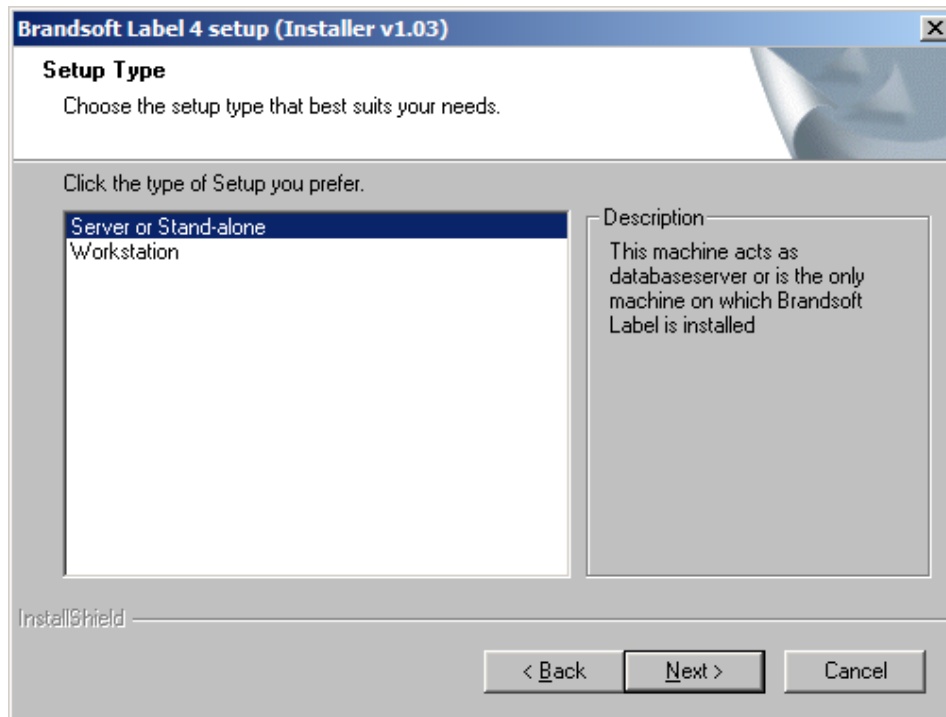 Brandsoft Label 4 setup (Installer v1.03)
Setup Type
Choose the setup type that best suits your needs.
Click the type of Setup you prefer.
Server or Stand-alone
Workstation
Description
This machine acts as
databaseserver or is the only
machine on which Brandsoft
Label is installed
InstallShield
< Back
Next >
Cancel